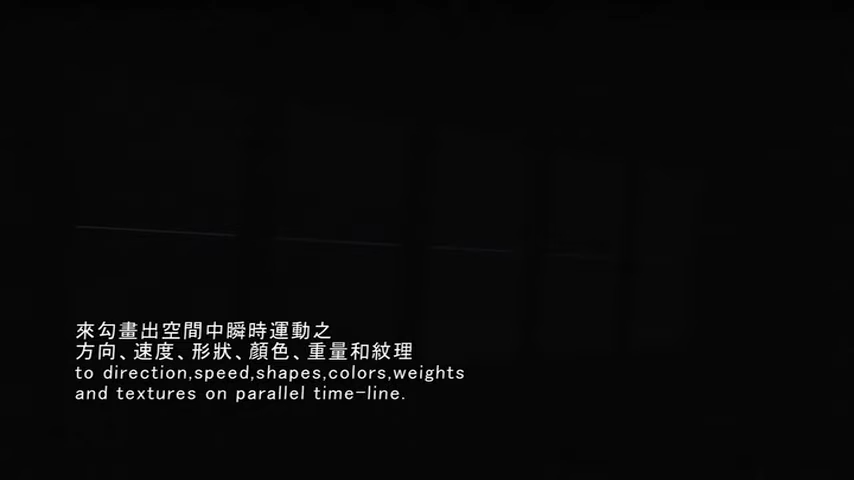 來勾畫出空間中瞬時運動之
方向、速度、形狀、顏色、重量和紋理
to direction,speed,shapes,colors,weights
and textures on parallel time-line.